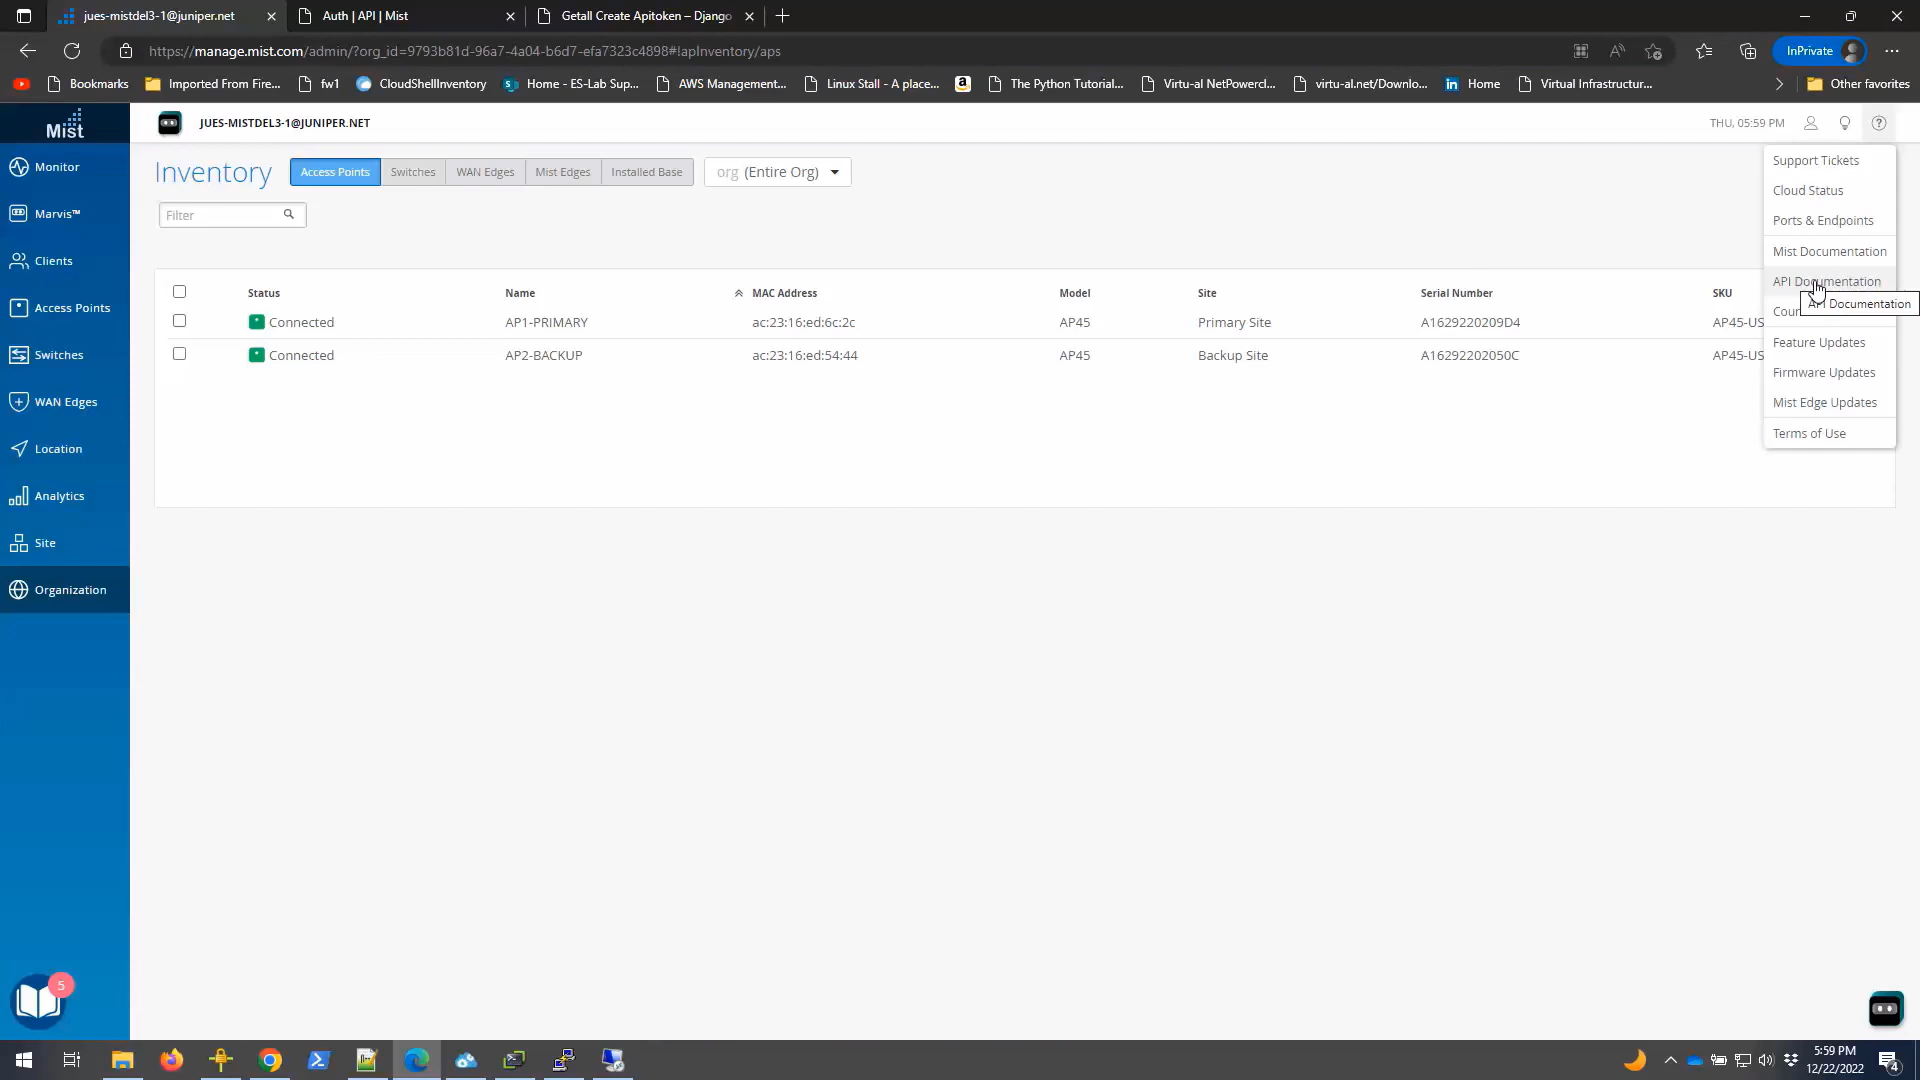 jues-mistdel3-1@juniper.net
Auth | API | Mist
Getall Create Apitoken – Django
https://manage.mist.com/admin/?org_id=9793b81d-96a7-4a04-b6d7-efa7323c4898#!apInventory/aps
InPrivate
Bookmarks
Imported From Fire...
fw1
CloudShellInventory
Home - ES-Lab Sup...
AWS Management...
Linux Stall - A place...
The Python Tutorial...
Virtu-al NetPowercl...
virtu-al.net/Downlo...
Home
Virtual Infrastructur...
Other favorites
Mist
JUES-MISTDEL3-1@JUNIPER.NET
THU, 05:59 PM
Monitor
Marvis™
Clients
Access Points
Switches
WAN Edges
Location
Analytics
Site
Organization
5
Inventory
Access Points
Switches
WAN Edges
Mist Edges
Installed Base
org (Entire Org)
Filter
Status Name MAC Address Model Site Serial Number SKU
Connected AP1-PRIMARY ac:23:16:ed:6c:2c AP45 Primary Site A1629220209D4 AP45-US
Connected AP2-BACKUP ac:23:16:ed:54:44 AP45 Backup Site A16292202050C AP45-US
Support Tickets
Cloud Status
Ports & Endpoints
Mist Documentation
API Documentation
API Documentation
Cour
Feature Updates
Firmware Updates
Mist Edge Updates
Terms of Use
5:59 PM
12/22/2022
4